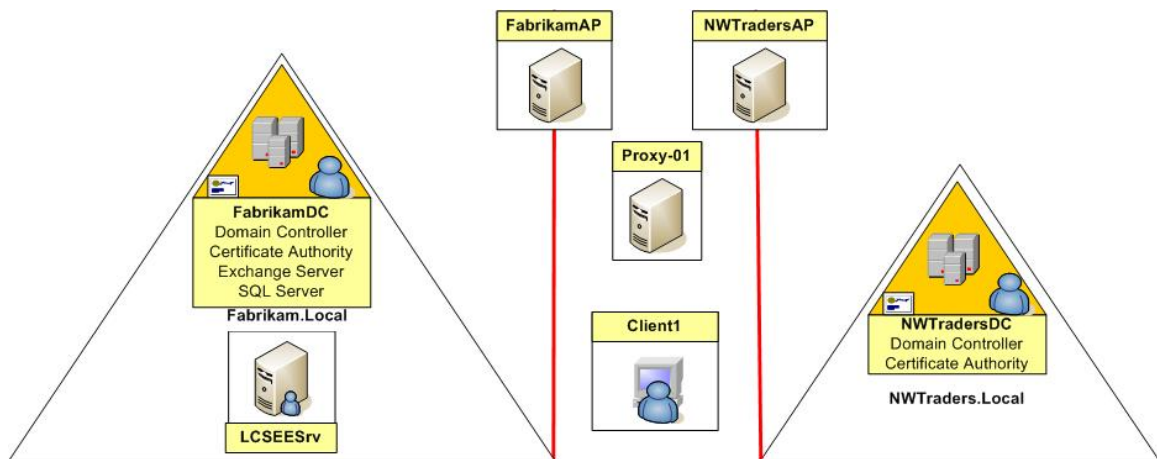 FabrikamAP
NWTradersAP
Proxy-01
FabrikamDC
Domain Controller
Certificate Authority
Exchange Server
SQL Server
Fabrikam.Local
LCSEESrv
Client1
NWTradersDC
Domain Controller
Certificate Authority
NWTraders.Local